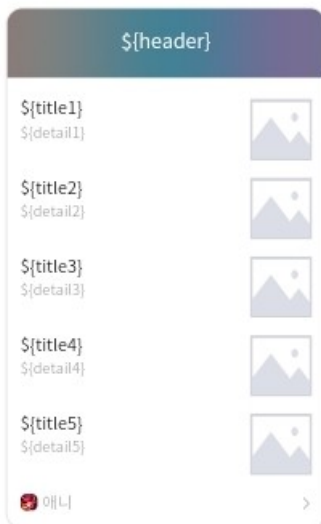 ${header}
${title1}
${detail1}
${title2}
${detail2}
${title3}
${detail3}
${title4}
${detail4}
${title5}
${detail5}
애니